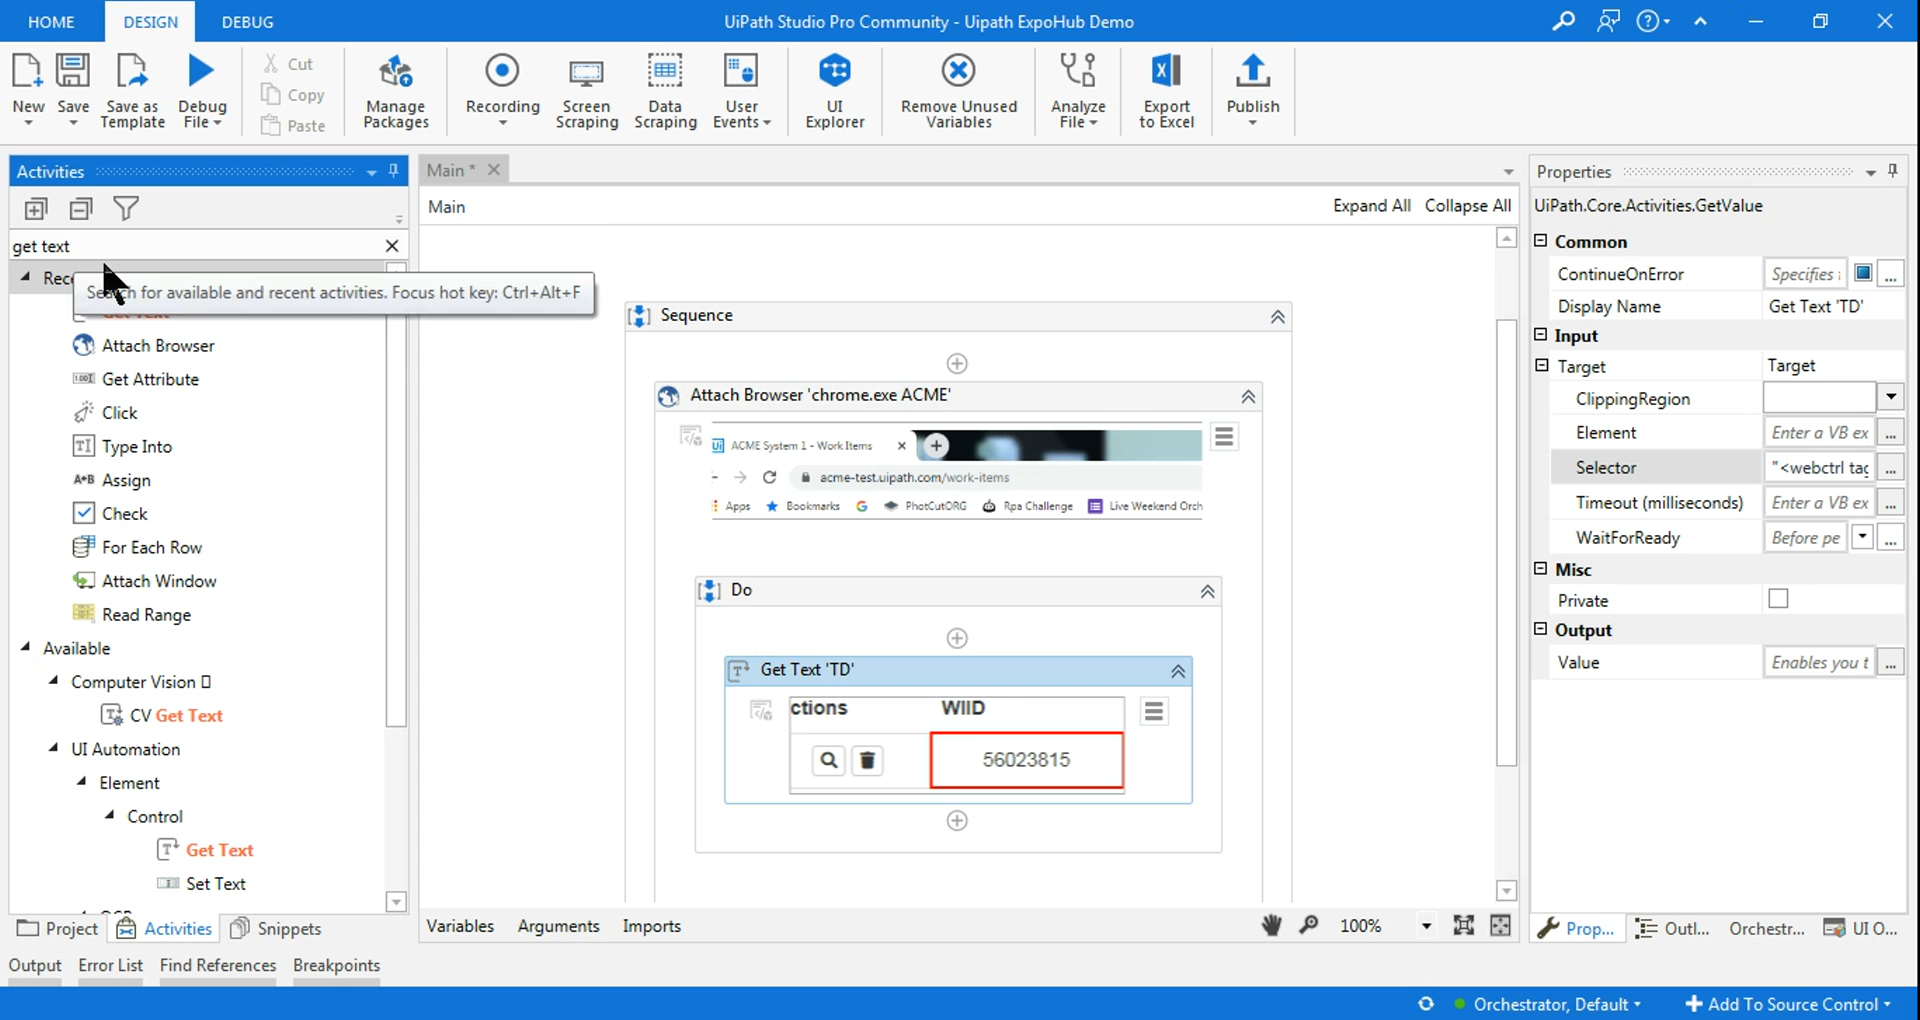 HOME DESIGN DEBUG UiPath Studio Pro Community - Uipath ExpoHub Demo
New Save Save as Template Debug File
Cut
Copy
Paste
Manage Packages
Recording Screen Scraping Data Scraping User Events
UI Explorer
Remove Unused Variables
Analyze File
Export to Excel
Publish
Activities
get text
Search for available and recent activities. Focus hot key: Ctrl+Alt+F
Attach Browser
Get Attribute
Click
Type Into
A*B Assign
Check
For Each Row
Attach Window
Read Range
Available
Computer Vision
CV Get Text
UI Automation
Element
Control
Get Text
Set Text
Project Activities Snippets
Main *
Main Expand All Collapse All
Sequence
Attach Browser 'chrome.exe ACME'
Ui ACME System 1 - Work Items
acme-test.uipath.com/work-items
Apps Bookmarks G PhotCutORG Rpa Challenge Live Weekend Orch
Do
Get Text 'TD'
ctions WIID
56023815
Variables Arguments Imports 100%
Properties
UiPath.Core.Activities.GetValue
Common
ContinueOnError Specifies ...
Display Name Get Text 'TD'
Input
Target Target
ClippingRegion
Element Enter a VB ex ...
Selector "<webctrl tag ...
Timeout (milliseconds) Enter a VB ex ...
WaitForReady Before pe ...
Misc
Private
Output
Value Enables you t ...
Prop... Outl... Orchestr... UI O...
Output Error List Find References Breakpoints
Orchestrator, Default Add To Source Control